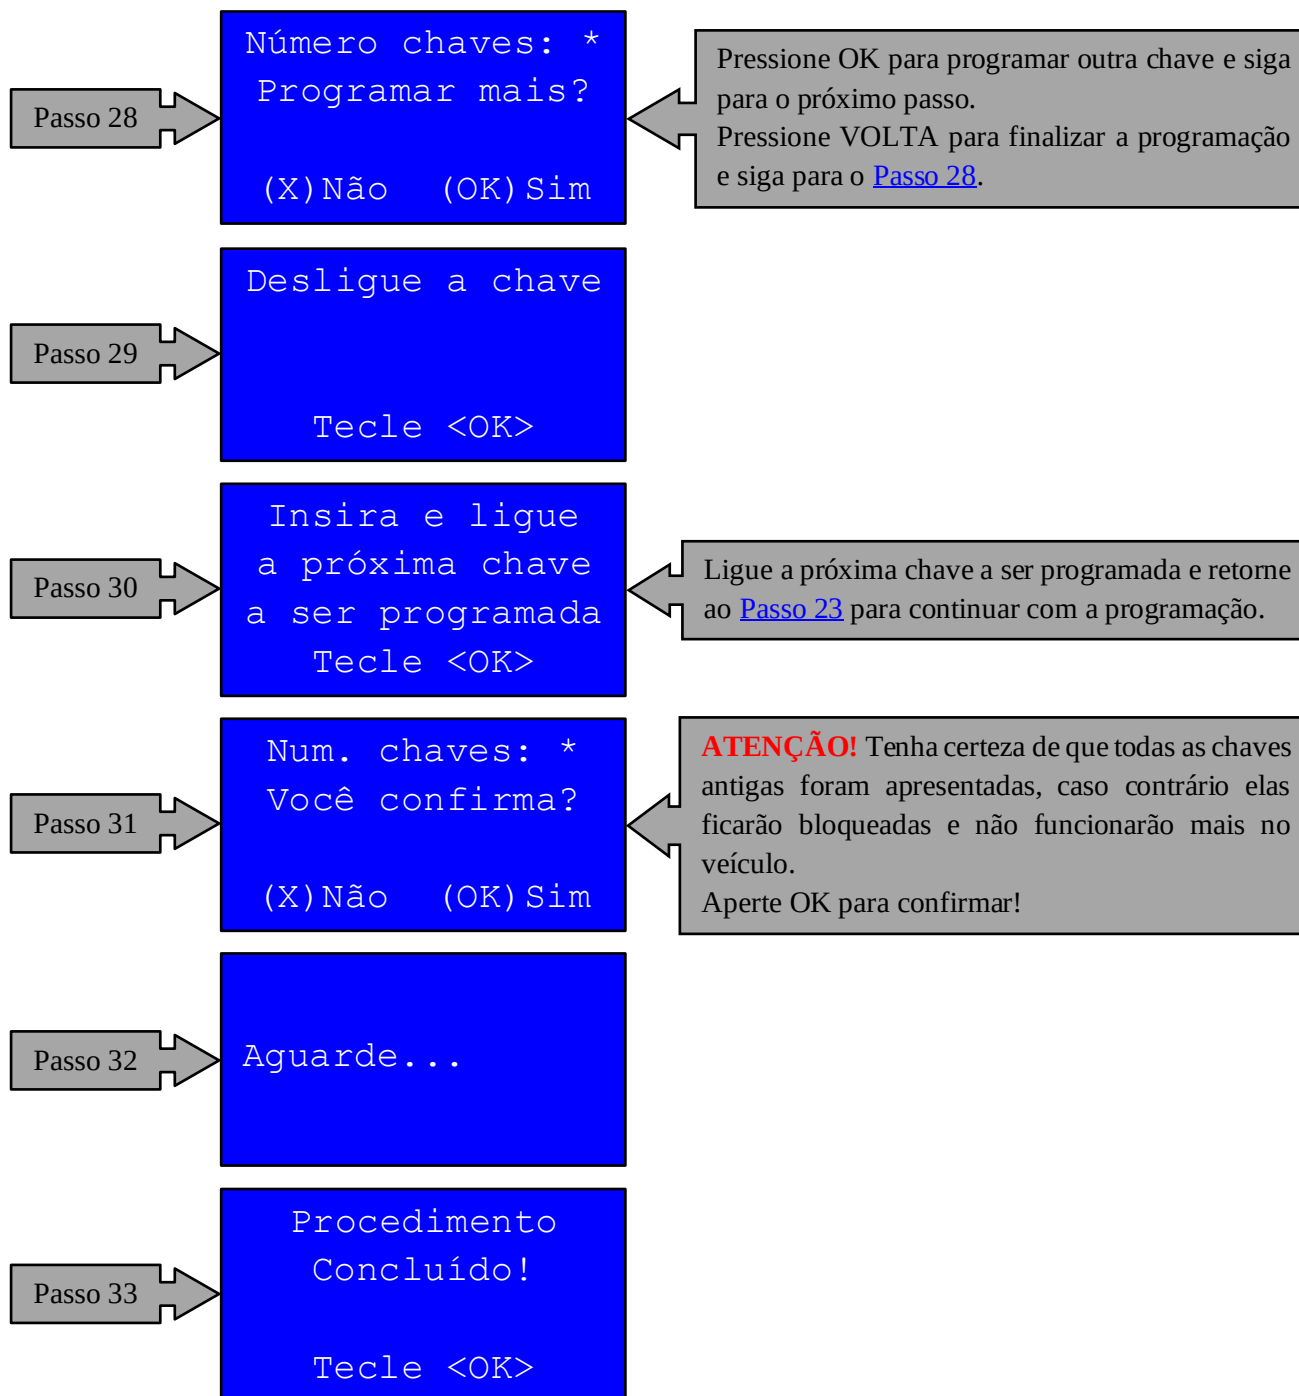 Passo 28
Número chaves: *
Programar mais?
(X)Não (OK)Sim
Pressione OK para programar outra chave e siga
para o próximo passo.
Pressione VOLTA para finalizar a programação
e siga para o Passo 28.
Passo 29
Desligue a chave
Tecle <OK>
Passo 30
Insira e ligue
a próxima chave
a ser programada
Tecle <OK>
Ligue a próxima chave a ser programada e retorne
ao Passo 23 para continuar com a programação.
Passo 31
Num. chaves: *
Você confirma?
(X)Não (OK)Sim
ATENÇÃO! Tenha certeza de que todas as chaves
antigas foram apresentadas, caso contrário elas
ficarão bloqueadas e não funcionarão mais no
veículo.
Aperte OK para confirmar!
Passo 32
Aguarde...
Passo 33
Procedimento
Concluído!
Tecle <OK>